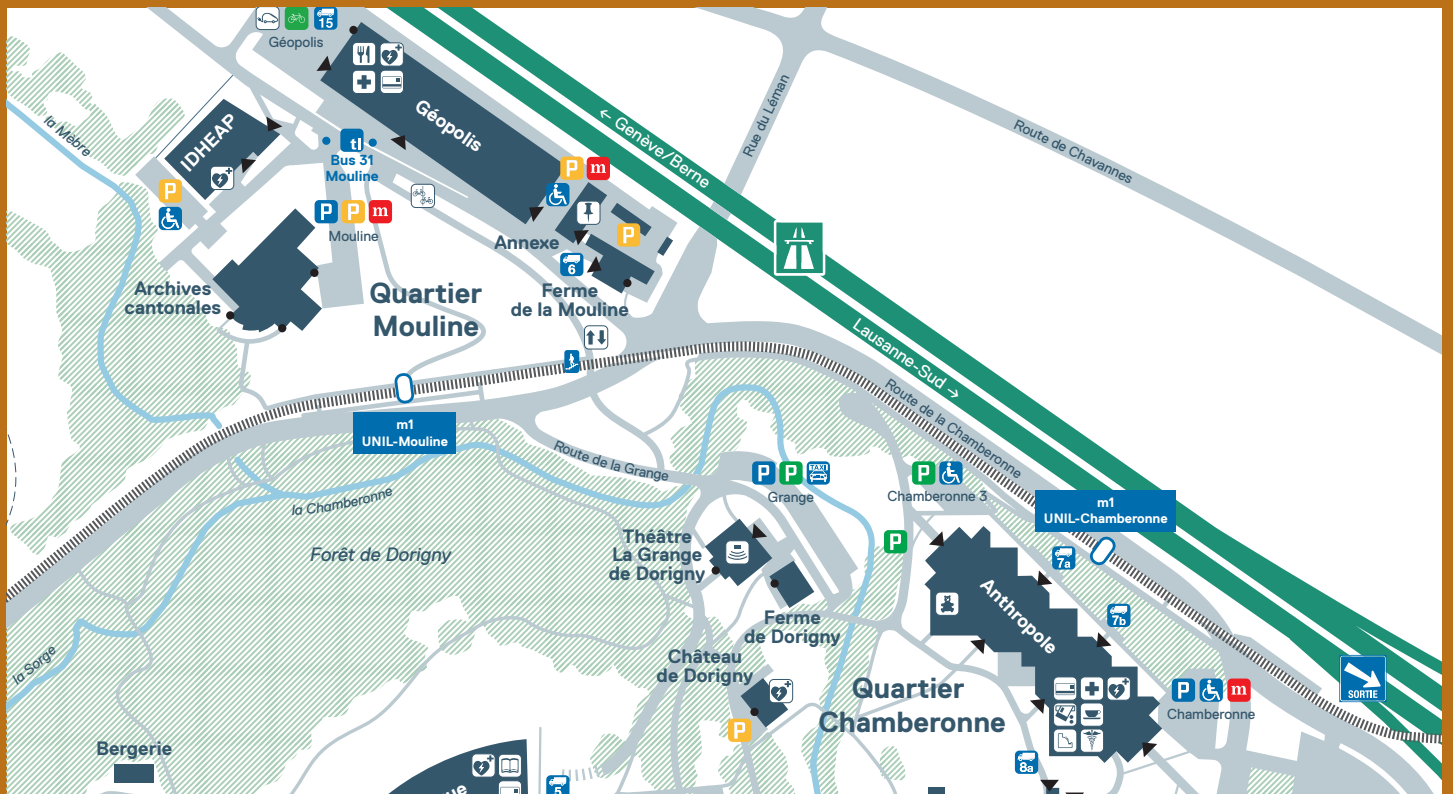 15
Géopolis
la Mèbre
IDHEAP
Géopolis
tl
Bus 31
Mouline
P
P
m
P
P
m
Mouline
P
Annexe
6
Ferme
de la Mouline
Archives
cantonales
Quartier
Mouline
← Genève/Berne
Rue du Léman
Route de Chavannes
Lausanne-Sud →
Route de la Chamberonne
m1
UNIL-Mouline
Route de la Grange
la Chamberonne
Forêt de Dorigny
P
P
TAXI
Grange
P
Chamberonne 3
m1
UNIL-Chamberonne
Théâtre
La Grange
de Dorigny
P
7a
Anthropole
7b
Ferme
de Dorigny
Château
de Dorigny
la Sorge
Quartier
Chamberonne
P
m
Chamberonne
SORTIE
P
Bergerie
8a
5
ue